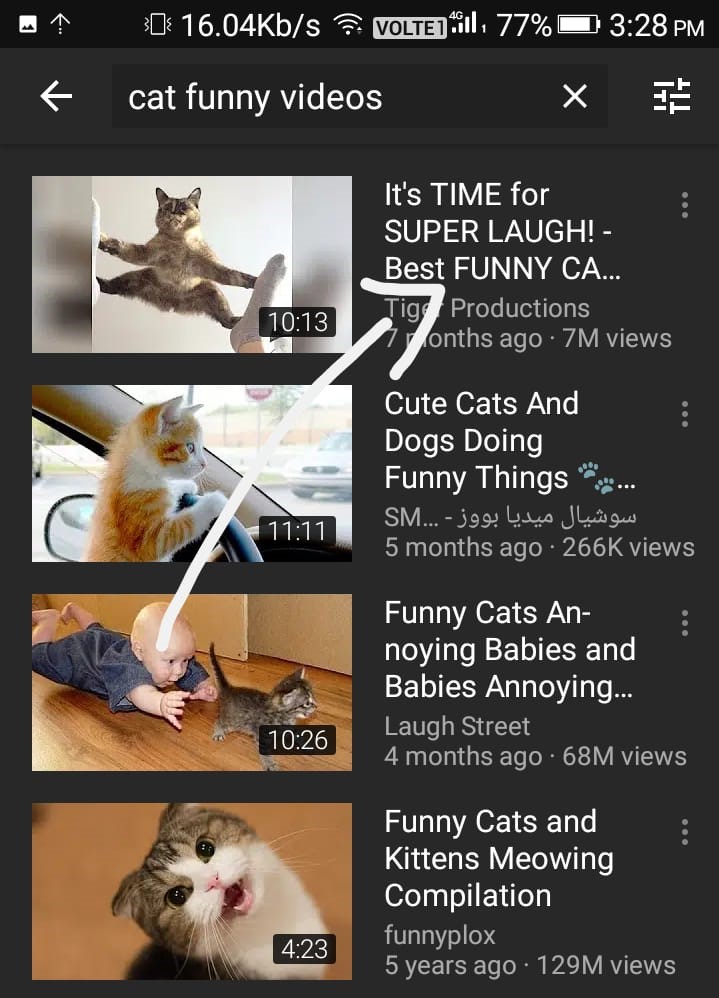 16.04Kb/s VOLTE1 4G 1 77% 3:28 PM
cat funny videos
It's TIME for
SUPER LAUGH! -
Best FUNNY CA...
10:13
Tiger Productions
7 months ago · 7M views
Cute Cats And
Dogs Doing
Funny Things 🐾...
11:11
SM... - سوشيال ميديا بووز
5 months ago · 266K views
Funny Cats An-
noying Babies and
Babies Annoying...
10:26
Laugh Street
4 months ago · 68M views
Funny Cats and
Kittens Meowing
Compilation
4:23
funnyplox
5 years ago · 129M views